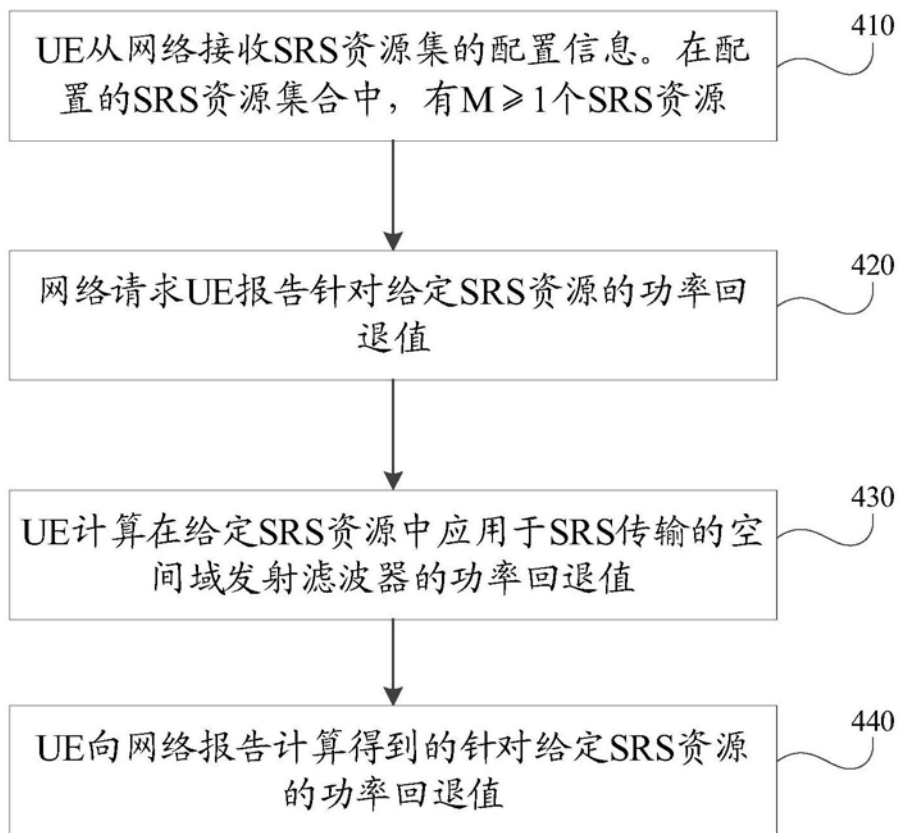 UE从网络接收SRS资源集的配置信息。在配
置的SRS资源集合中，有M≥1个SRS资源
410
网络请求UE报告针对给定SRS资源的功率回
退值
420
UE计算在给定SRS资源中应用于SRS传输的空
间域发射滤波器的功率回退值
430
UE向网络报告计算得到的针对给定SRS资源
的功率回退值
440